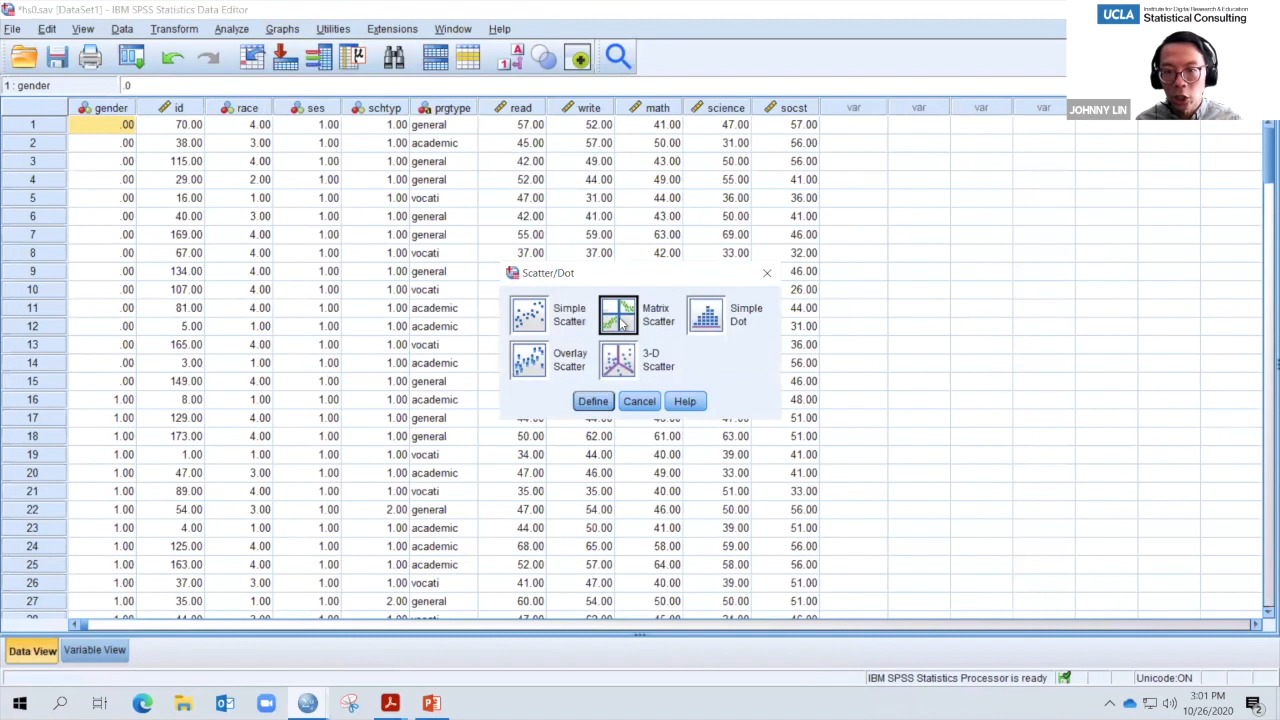 *hs0.sav [DataSet1] - IBM SPSS Statistics Data Editor
UCLA Institute for Digital Research & Education
Statistical Consulting
File Edit View Data Transform Analyze Graphs Utilities Extensions Window Help
JOHNNY LIN
1 : gender .0
gender id race ses schtyp prgtype read write math science socst var var var var
1 .00 70.00 4.00 1.00 1.00 general 57.00 52.00 41.00 47.00 57.00
2 .00 38.00 3.00 1.00 1.00 academic 45.00 57.00 50.00 31.00 56.00
3 .00 115.00 4.00 1.00 1.00 general 42.00 49.00 43.00 50.00 56.00
4 .00 29.00 2.00 1.00 1.00 general 52.00 44.00 49.00 55.00 41.00
5 .00 16.00 1.00 1.00 1.00 vocati 47.00 31.00 44.00 36.00 36.00
6 .00 40.00 3.00 1.00 1.00 general 42.00 41.00 43.00 50.00 41.00
7 .00 169.00 4.00 1.00 1.00 general 55.00 59.00 63.00 69.00 46.00
8 .00 67.00 4.00 1.00 1.00 vocati 37.00 37.00 42.00 33.00 32.00
9 .00 134.00 4.00 1.00 1.00 general 46.00
10 .00 107.00 4.00 1.00 1.00 vocati 26.00
11 .00 81.00 4.00 1.00 1.00 academic 44.00
12 .00 5.00 1.00 1.00 1.00 academic 31.00
13 .00 165.00 4.00 1.00 1.00 vocati 36.00
14 .00 3.00 1.00 1.00 1.00 academic 56.00
15 .00 149.00 4.00 1.00 1.00 general 46.00
16 1.00 8.00 1.00 1.00 1.00 academic 48.00
17 1.00 129.00 4.00 1.00 1.00 general 51.00
18 1.00 173.00 4.00 1.00 1.00 general 50.00 62.00 61.00 63.00 51.00
19 1.00 1.00 1.00 1.00 1.00 vocati 34.00 44.00 40.00 39.00 41.00
20 1.00 47.00 3.00 1.00 1.00 academic 47.00 46.00 49.00 33.00 41.00
21 1.00 89.00 4.00 1.00 1.00 vocati 35.00 35.00 40.00 51.00 33.00
22 1.00 54.00 3.00 1.00 2.00 general 47.00 54.00 46.00 50.00 56.00
23 1.00 4.00 1.00 1.00 1.00 academic 44.00 50.00 41.00 39.00 51.00
24 1.00 125.00 4.00 1.00 1.00 academic 68.00 65.00 58.00 59.00 56.00
25 1.00 163.00 4.00 1.00 1.00 academic 52.00 57.00 64.00 58.00 56.00
26 1.00 37.00 3.00 1.00 1.00 vocati 41.00 47.00 40.00 39.00 51.00
27 1.00 35.00 1.00 1.00 2.00 general 60.00 54.00 50.00 50.00 51.00
Scatter/Dot
Simple Scatter Matrix Scatter Simple Dot
Overlay Scatter 3-D Scatter
Define Cancel Help
Data View Variable View
IBM SPSS Statistics Processor is ready Unicode:ON
3:01 PM
10/26/2020
2